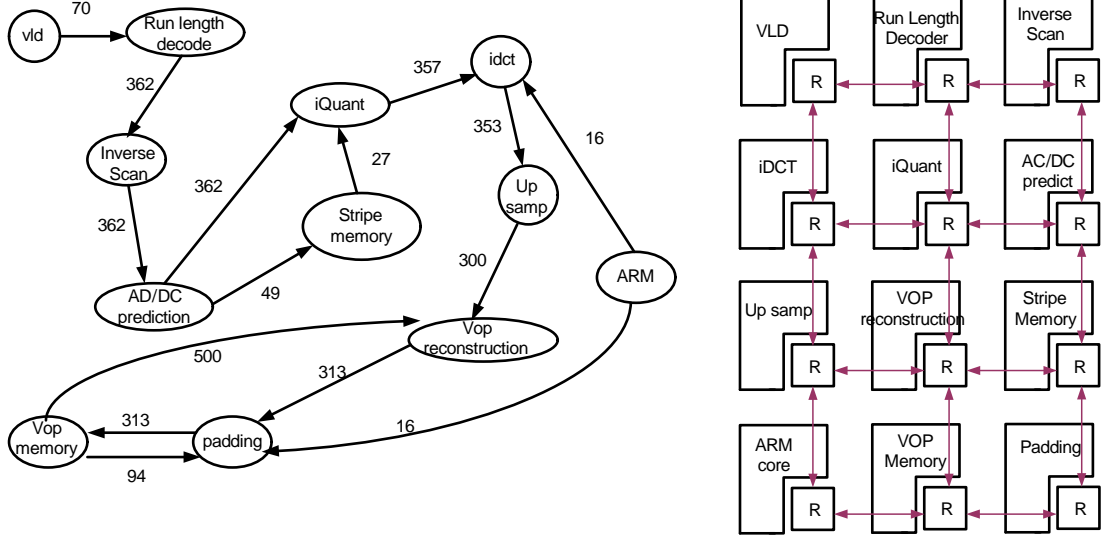 70
vld
Run length
decode
362
Inverse
Scan
362
AD/DC
prediction
362
49
iQuant
27
Stripe
memory
357
idct
353
16
Up
samp
300
ARM
Vop
reconstruction
500
313
313
16
Vop
memory
padding
94
VLD
R
Run Length
Decoder
R
Inverse
Scan
R
iDCT
R
iQuant
R
AC/DC
predict
R
Up samp
R
VOP
reconstruction
R
Stripe
Memory
R
ARM
core
R
VOP
Memory
R
Padding
R